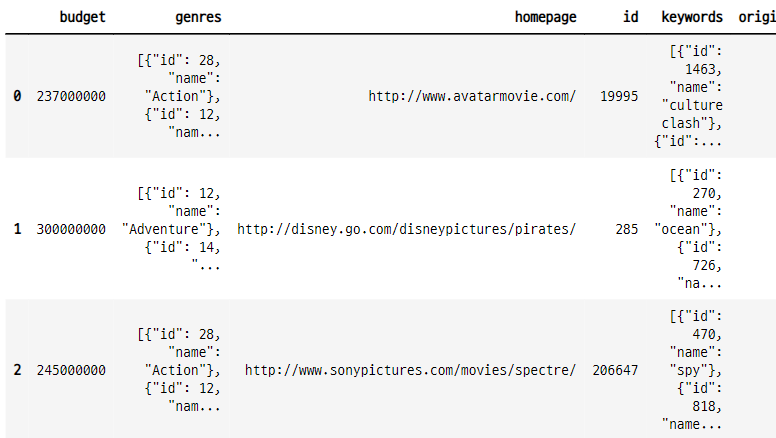 budget genres homepage id keywords origi
[{"id": 28,
"name":
"Action"},
{"id": 12,
"nam...
0 237000000
http://www.avatarmovie.com/ 19995
[{"id":
1463,
"name":
"culture
clash"},
{"id":...
[{"id": 12,
"name":
"Adventure"},
{"id": 14,
"...
1 300000000
http://disney.go.com/disneypictures/pirates/ 285
[{"id":
270,
"name":
"ocean"},
{"id":
726,
"na...
[{"id": 28,
"name":
"Action"},
{"id": 12,
"nam...
2 245000000
http://www.sonypictures.com/movies/spectre/ 206647
[{"id":
470,
"name":
"spy"},
{"id":
818,
"name...